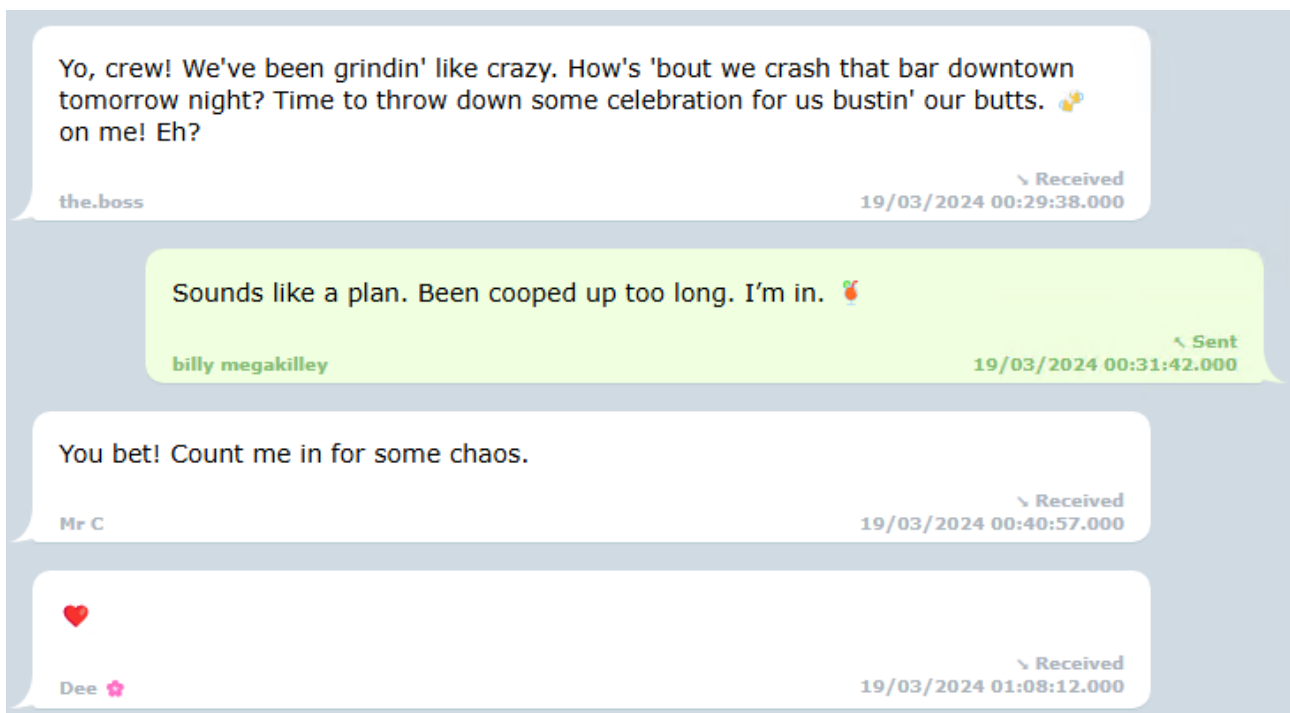 Yo, crew! We've been grindin' like crazy. How's 'bout we crash that bar downtown
tomorrow night? Time to throw down some celebration for us bustin' our butts. 🍻
on me! Eh?
↘ Received
the.boss 19/03/2024 00:29:38.000
Sounds like a plan. Been cooped up too long. I’m in. 🍹
↖ Sent
billy megakilley 19/03/2024 00:31:42.000
You bet! Count me in for some chaos.
↘ Received
Mr C 19/03/2024 00:40:57.000
❤️
↘ Received
Dee 🌸 19/03/2024 01:08:12.000